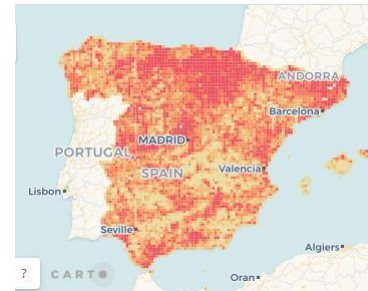 ANDORRA
Barcelona
MADRID
PORTUGAL
SPAIN
Valencia
Lisbon
Seville
Algiers
? CARTO
Oran